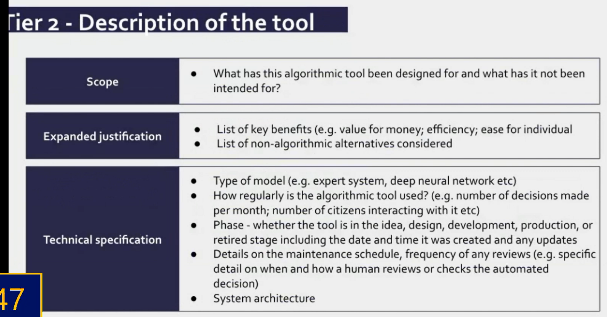 Tier 2 - Description of the tool
Scope
● What has this algorithmic tool been designed for and what has it not been
intended for?
Expanded justification
● List of key benefits (e.g. value for money; efficiency; ease for individual
● List of non-algorithmic alternatives considered
Technical specification
● Type of model (e.g. expert system, deep neural network etc)
● How regularly is the algorithmic tool used? (e.g. number of decisions made
per month; number of citizens interacting with it etc)
● Phase - whether the tool is in the idea, design, development, production, or
retired stage including the date and time it was created and any updates
● Details on the maintenance schedule, frequency of any reviews (e.g. specific
detail on when and how a human reviews or checks the automated
decision)
● System architecture
47